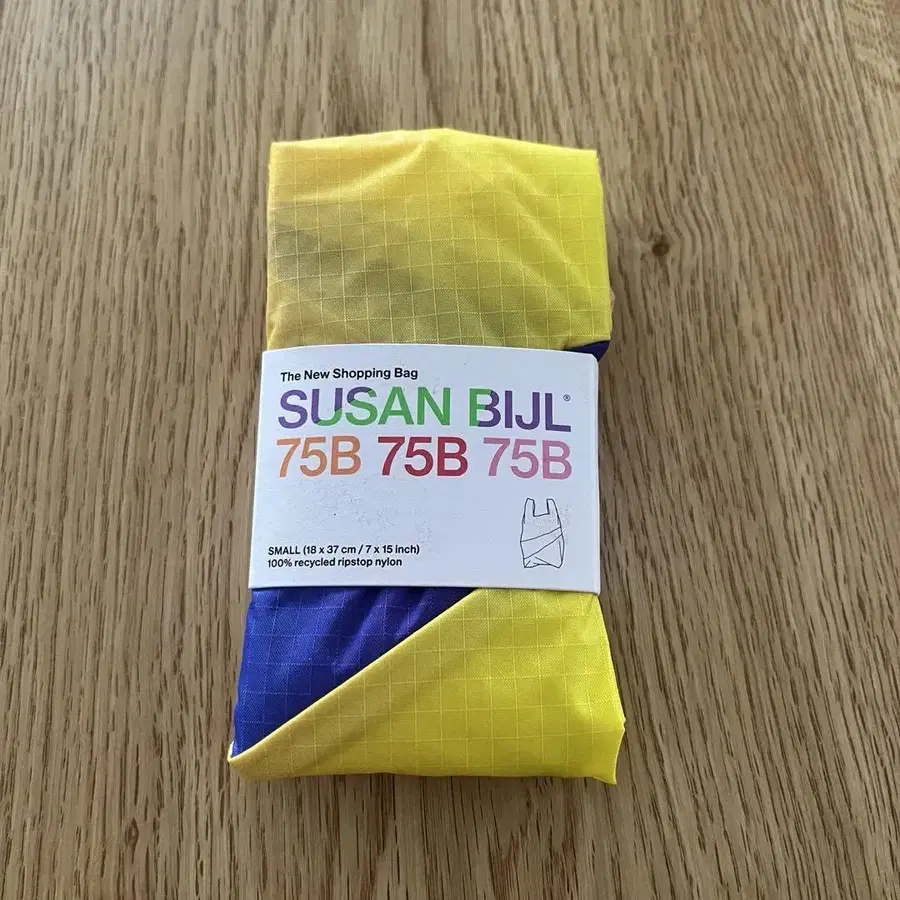 The New Shopping Bag
SUSAN BIJL®
75B 75B 75B
SMALL (18 x 37 cm / 7 x 15 inch)
100% recycled ripstop nylon